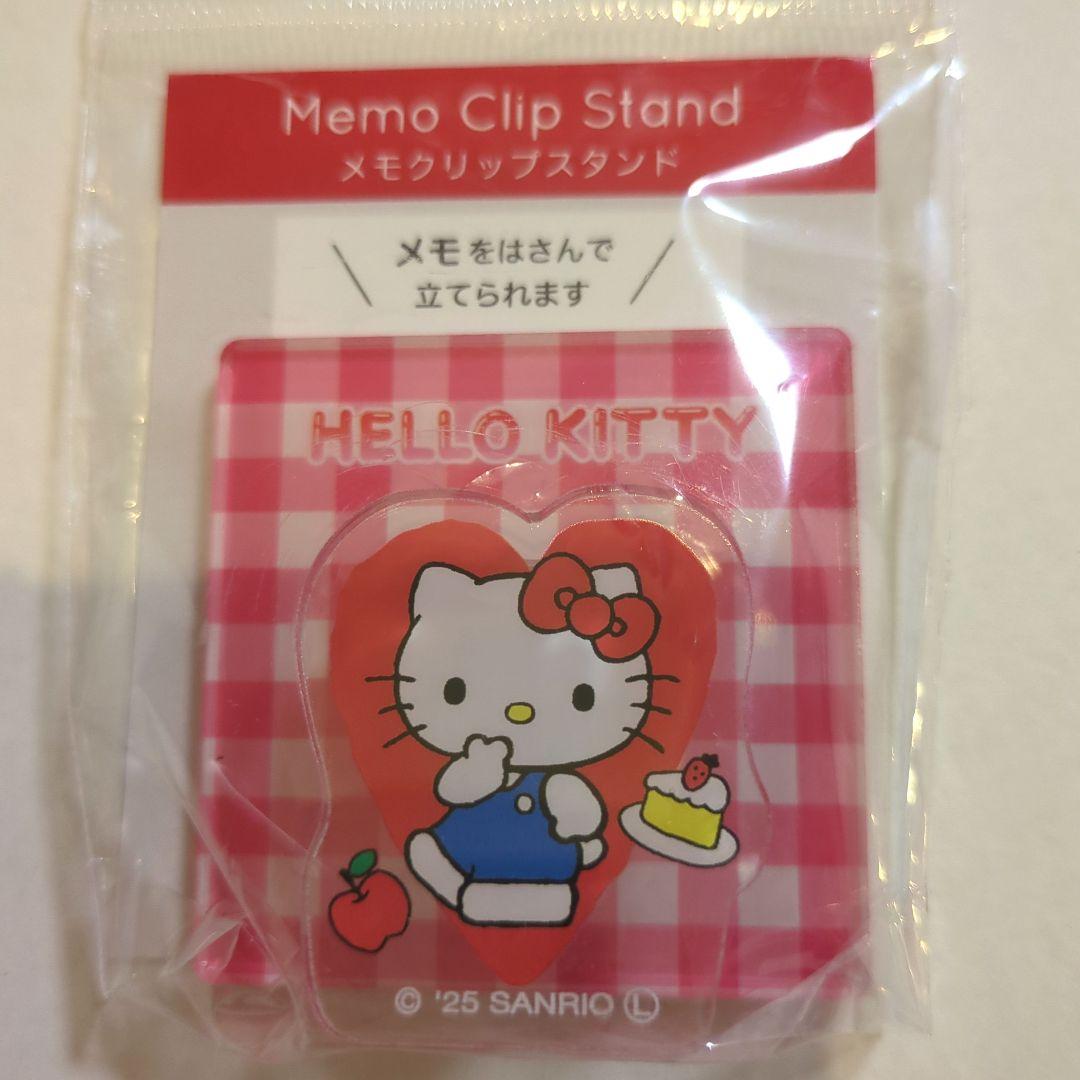 Memo Clip Stand
メモクリップスタンド
メモをはさんで
立てられます
HELLO KITTY
© '25 SANRIO Ⓛ